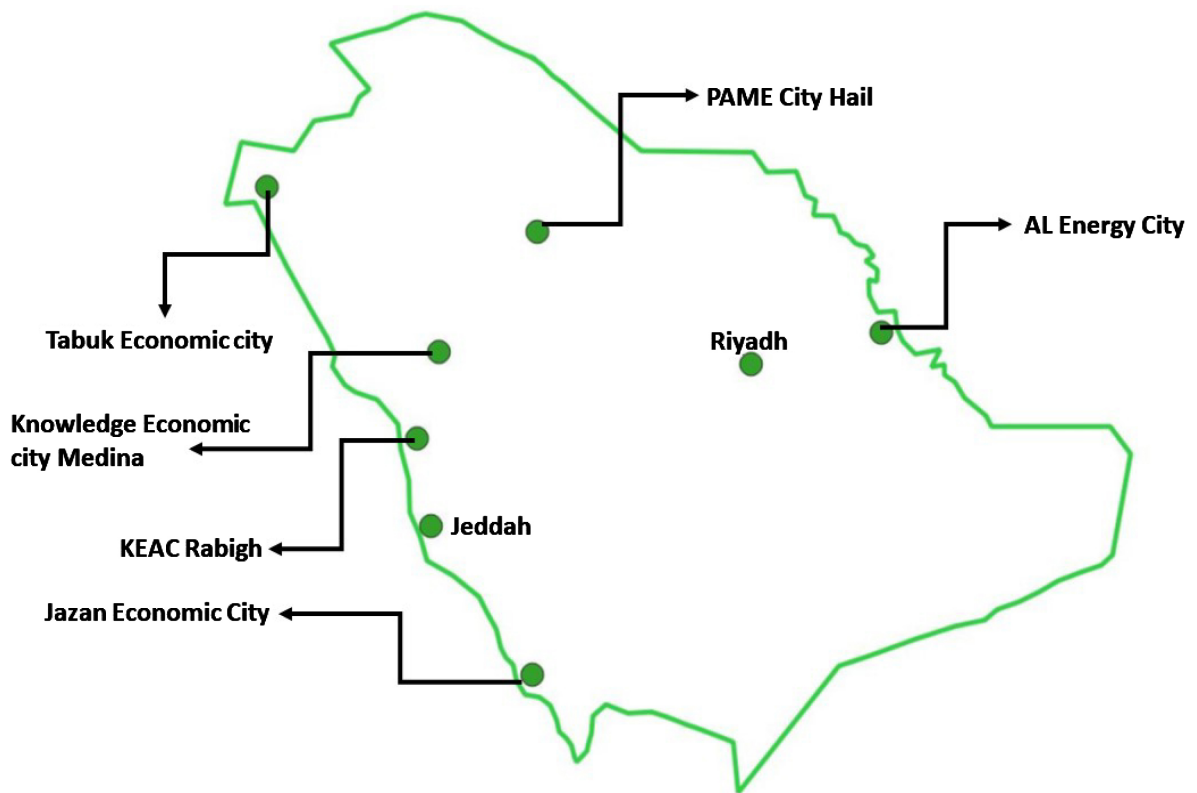 PAME City Hail
AL Energy City
Tabuk Economic city
Riyadh
Knowledge Economic
city Medina
Jeddah
KEAC Rabigh
Jazan Economic City